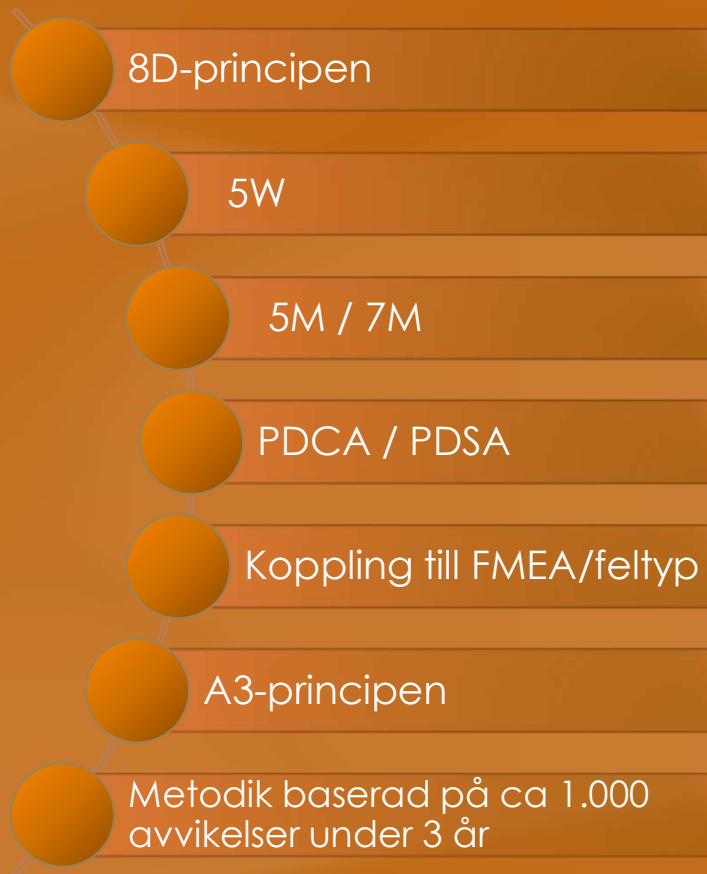 8D-principen
5W
5M / 7M
PDCA / PDSA
Koppling till FMEA/feltyp
A3-principen
Metodik baserad på ca 1.000
avvikelser under 3 år